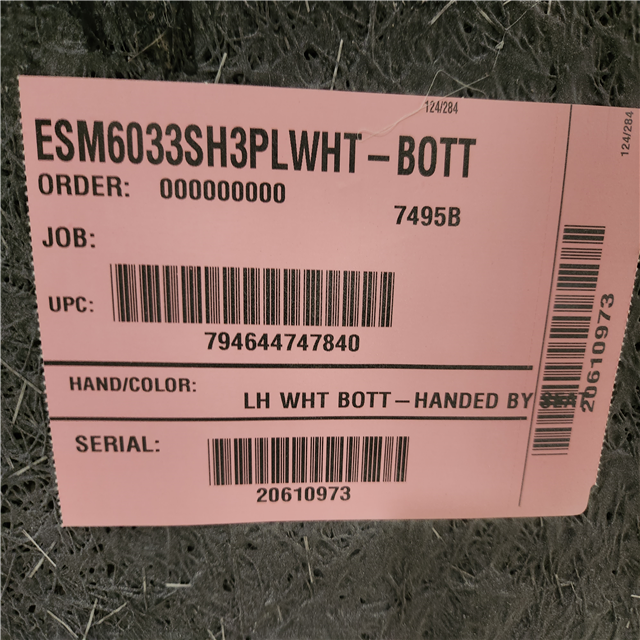 124/284
124/284
ESM6033SH3PLWHT-BOTT
ORDER: 000000000
7495B
JOB:
UPC:
794644747840
HAND/COLOR: LH WHT BOTT-HANDED BY
SERIAL:
20610973
20610973